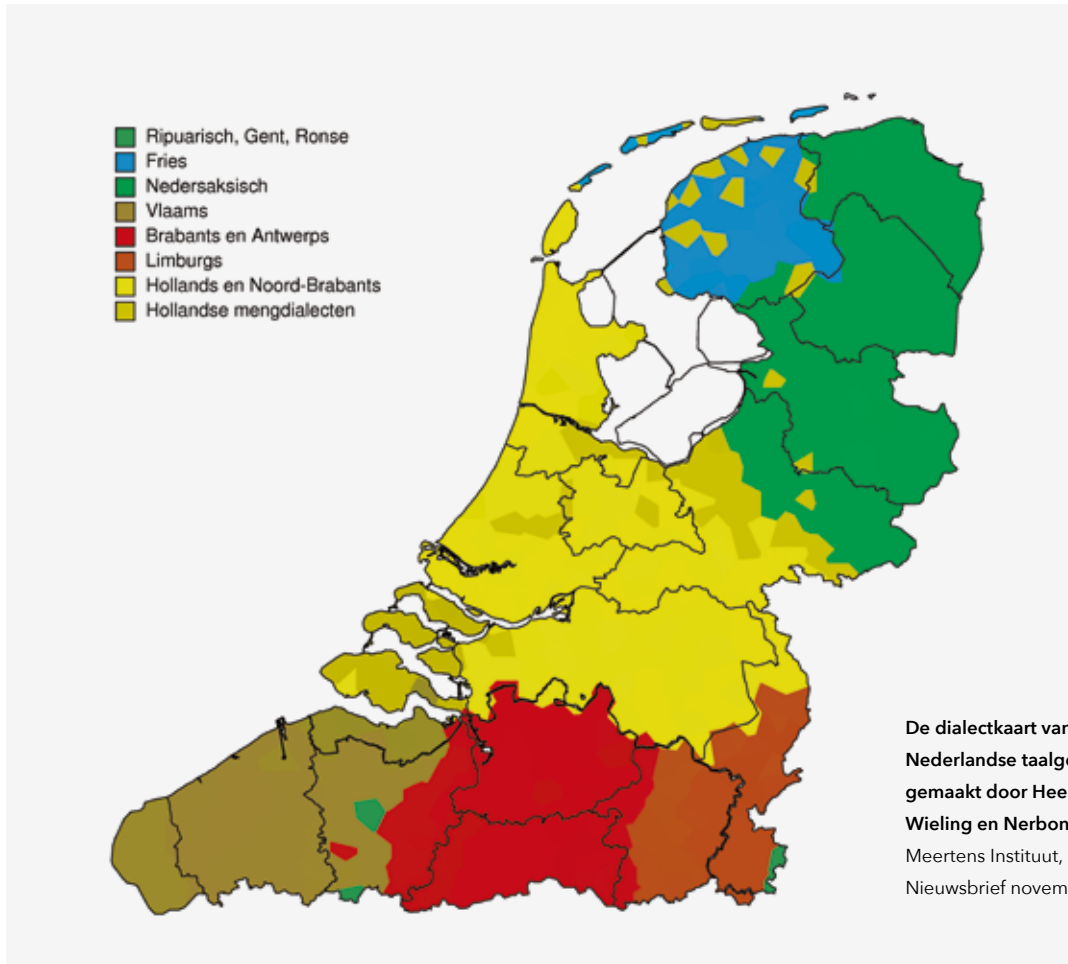 Ripuarisch, Gent, Ronse
Fries
Nedersaksisch
Vlaams
Brabants en Antwerps
Limburgs
Hollands en Noord-Brabants
Hollandse mengdialecten
De dialectkaart
Nederlandse
gemaakt door
Wieling en
Meertens Instituut,
Nieuwsbrief